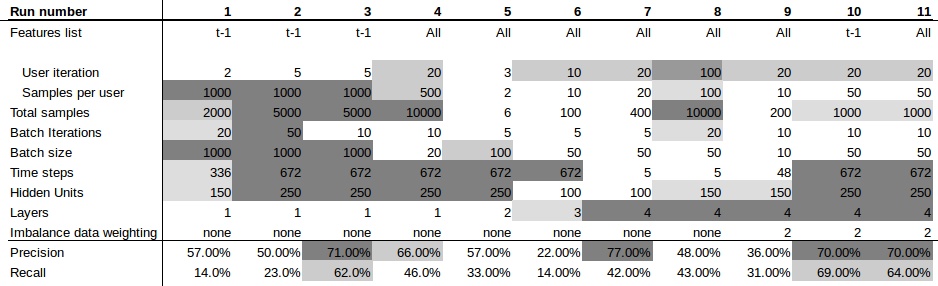 Run number 1 2 3 4 5 6 7 8 9 10 11
Features list t-1 t-1 t-1 All All All All All All t-1 All
User iteration 2 5 5 20 3 10 20 100 20 20 20
Samples per user 1000 1000 1000 500 2 10 20 100 10 50 50
Total samples 2000 5000 5000 10000 6 100 400 10000 200 1000 1000
Batch Iterations 20 50 10 10 5 5 5 20 10 10 10
Batch size 1000 1000 1000 20 100 50 50 50 10 50 50
Time steps 336 672 672 672 672 672 5 5 48 672 672
Hidden Units 150 250 250 250 250 100 100 150 150 250 250
Layers 1 1 1 1 2 3 4 4 4 4 4
Imbalance data weighting none none none none none none none none 2 2 2
Precision 57.00% 50.00% 71.00% 66.00% 57.00% 22.00% 77.00% 48.00% 36.00% 70.00% 70.00%
Recall 14.0% 23.0% 62.0% 46.0% 33.00% 14.00% 42.00% 43.00% 31.00% 69.00% 64.00%